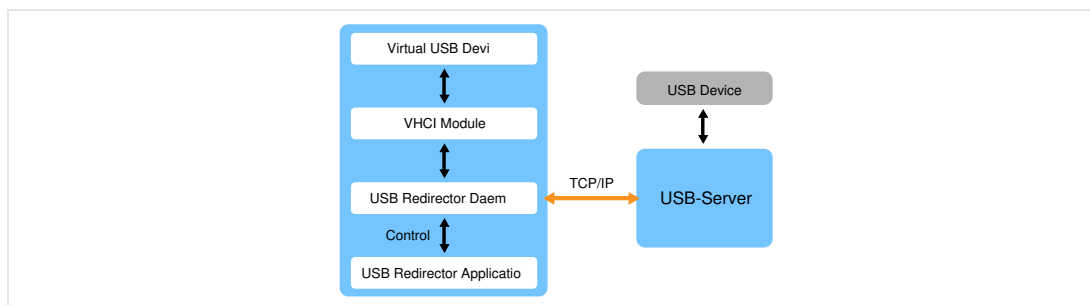 Virtual USB Devi
USB Device
VHCI Module
TCP/IP
USB Redirector Daem
USB-Server
Control
USB Redirector Applicatio